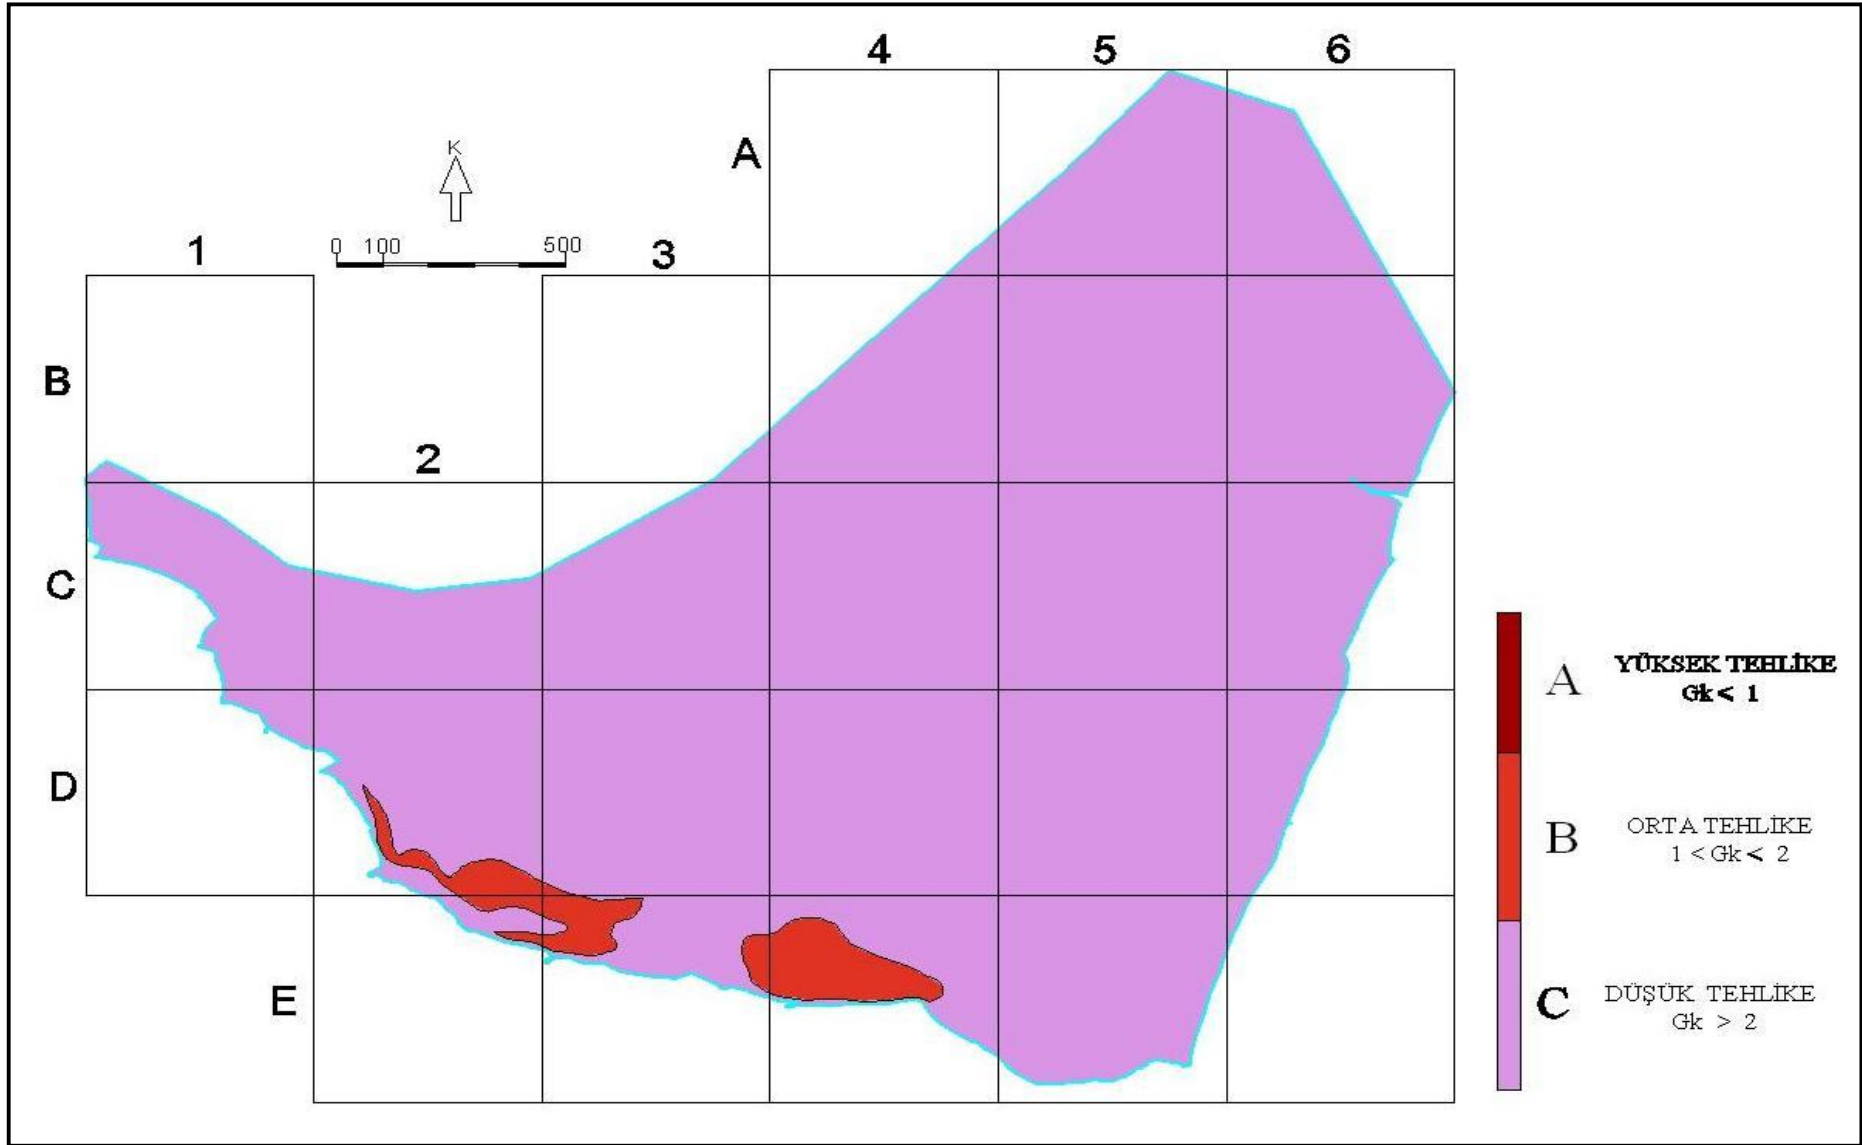 4 5 6
A
K
0 100 500
1
3
B
2
C
D
E
A
YÜKSEK TEHLİKE
Gk < 1
B
ORTA TEHLİKE
1 < Gk < 2
C
DÜŞÜK TEHLİKE
Gk > 2